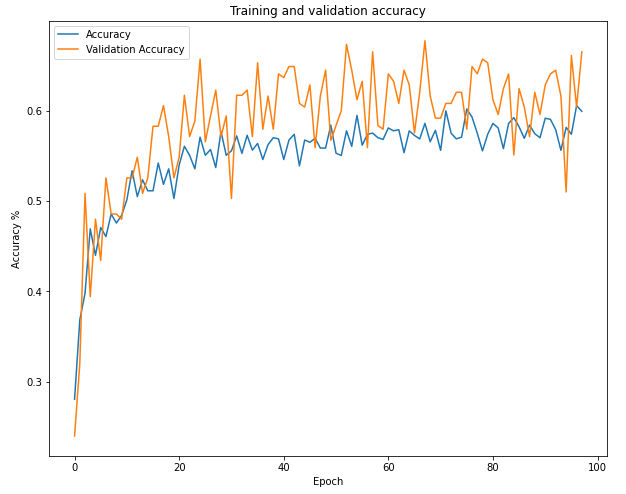 Training and validation accuracy
Accuracy
Validation Accuracy
Accuracy %
0.6
0.5
0.4
0.3
0
20
40
60
80
100
Epoch